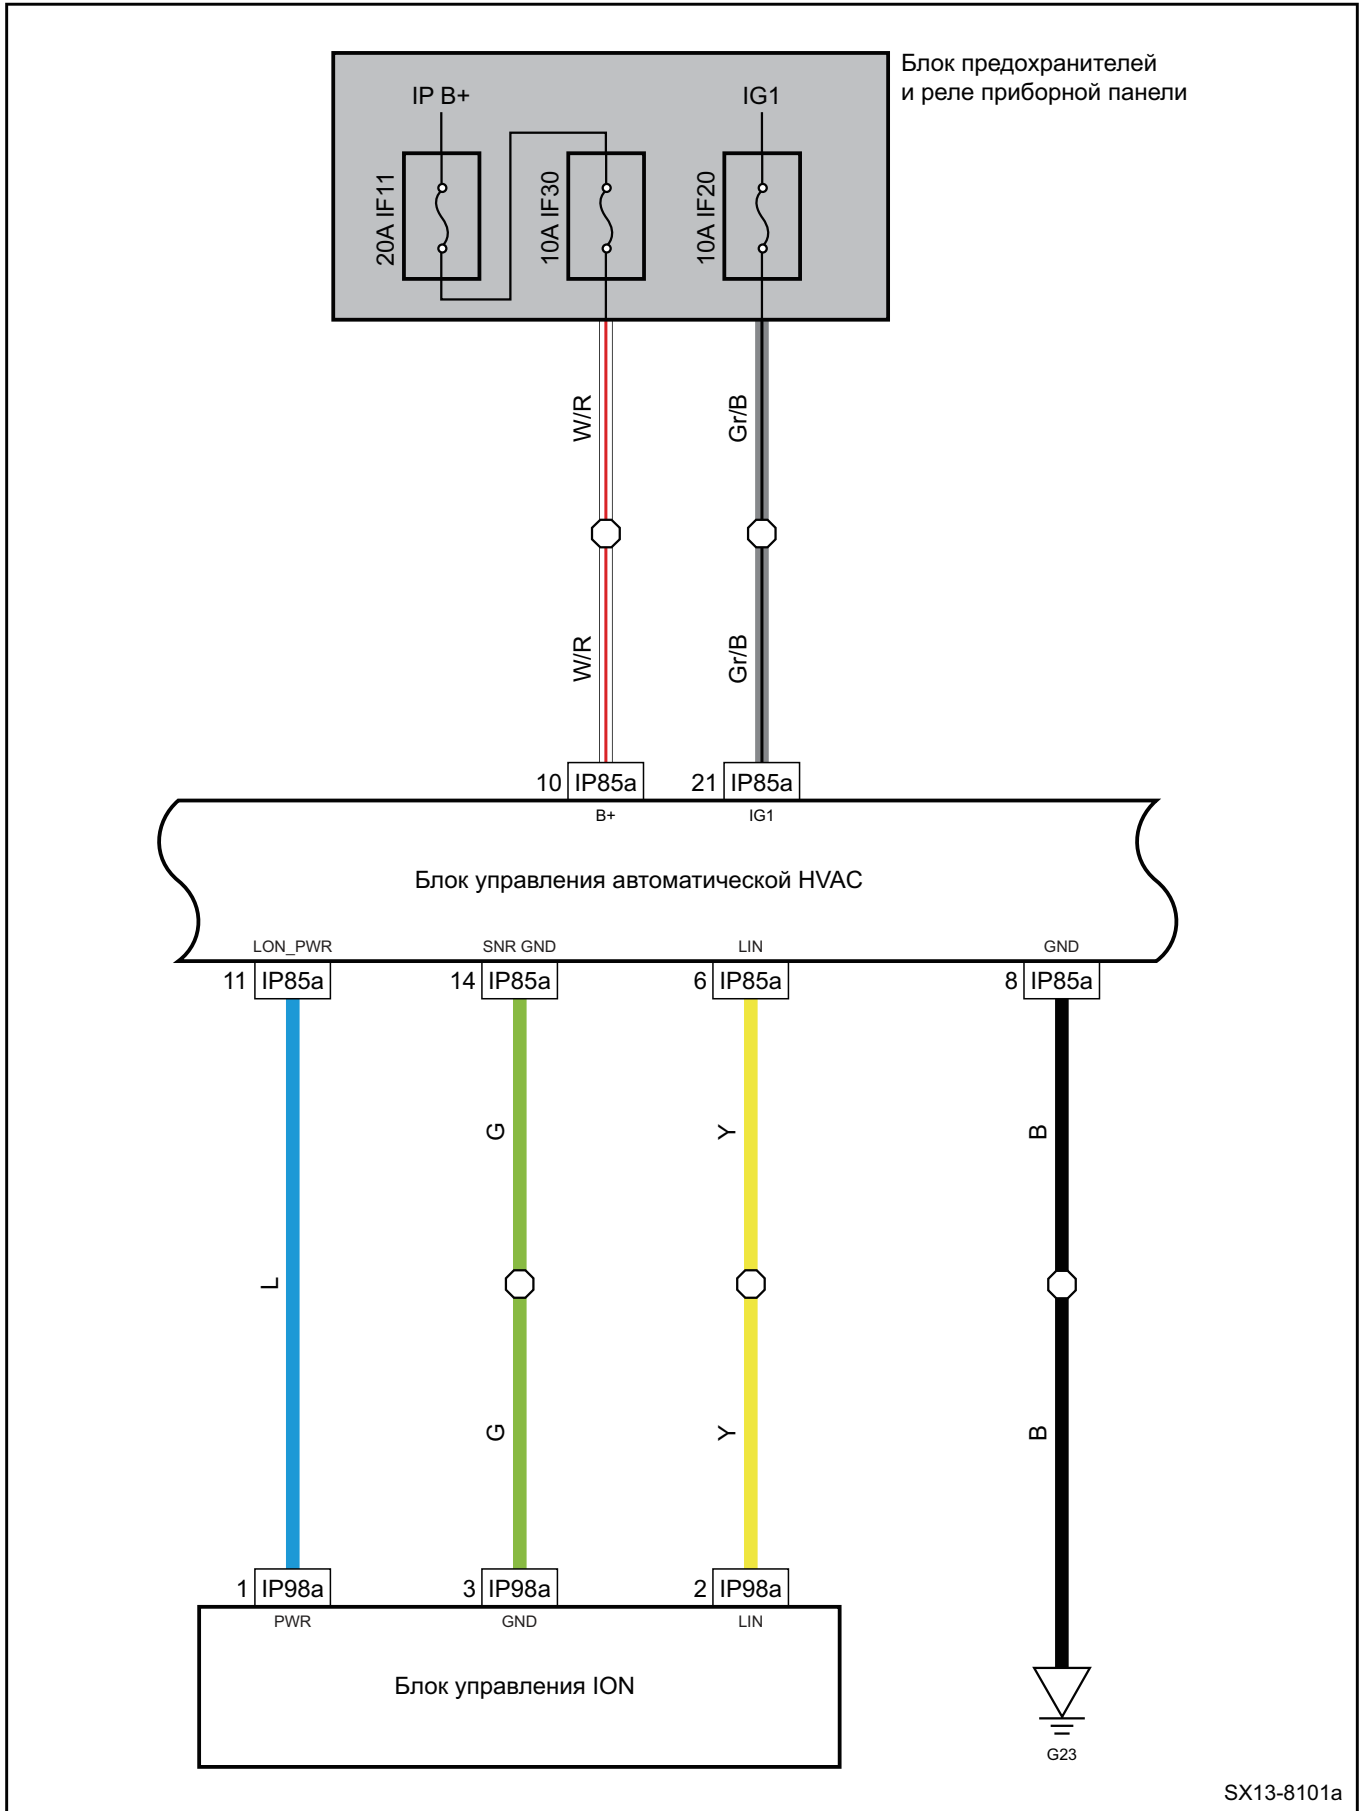 Блок предохранителей
и реле приборной панели
IP B+
IG1
20A IF11
10A IF30
10A IF20
W/R
Gr/B
W/R
Gr/B
10 IP85a
21 IP85a
B+
IG1
Блок управления автоматической HVAC
LON_PWR
SNR GND
LIN
GND
11 IP85a
14 IP85a
6 IP85a
8 IP85a
G
Y
B
L
G
Y
B
1 IP98a
3 IP98a
2 IP98a
PWR
GND
LIN
Блок управления ION
G23
SX13-8101a